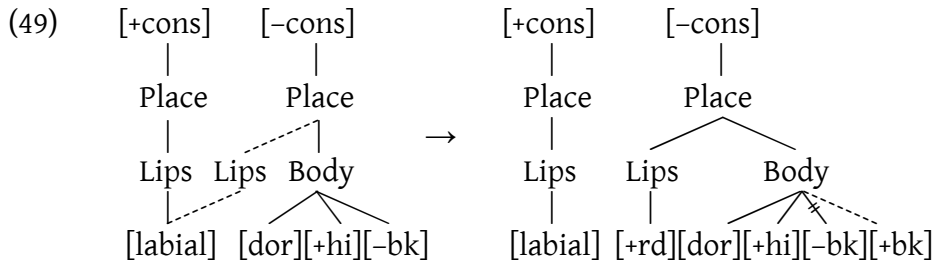 (49) [+cons] [–cons] [+cons] [–cons]
Place Place Place Place
→
Lips Lips Body Lips Lips Body
[labial] [dor][+hi][–bk] [labial] [+rd][dor][+hi][–bk][+bk]